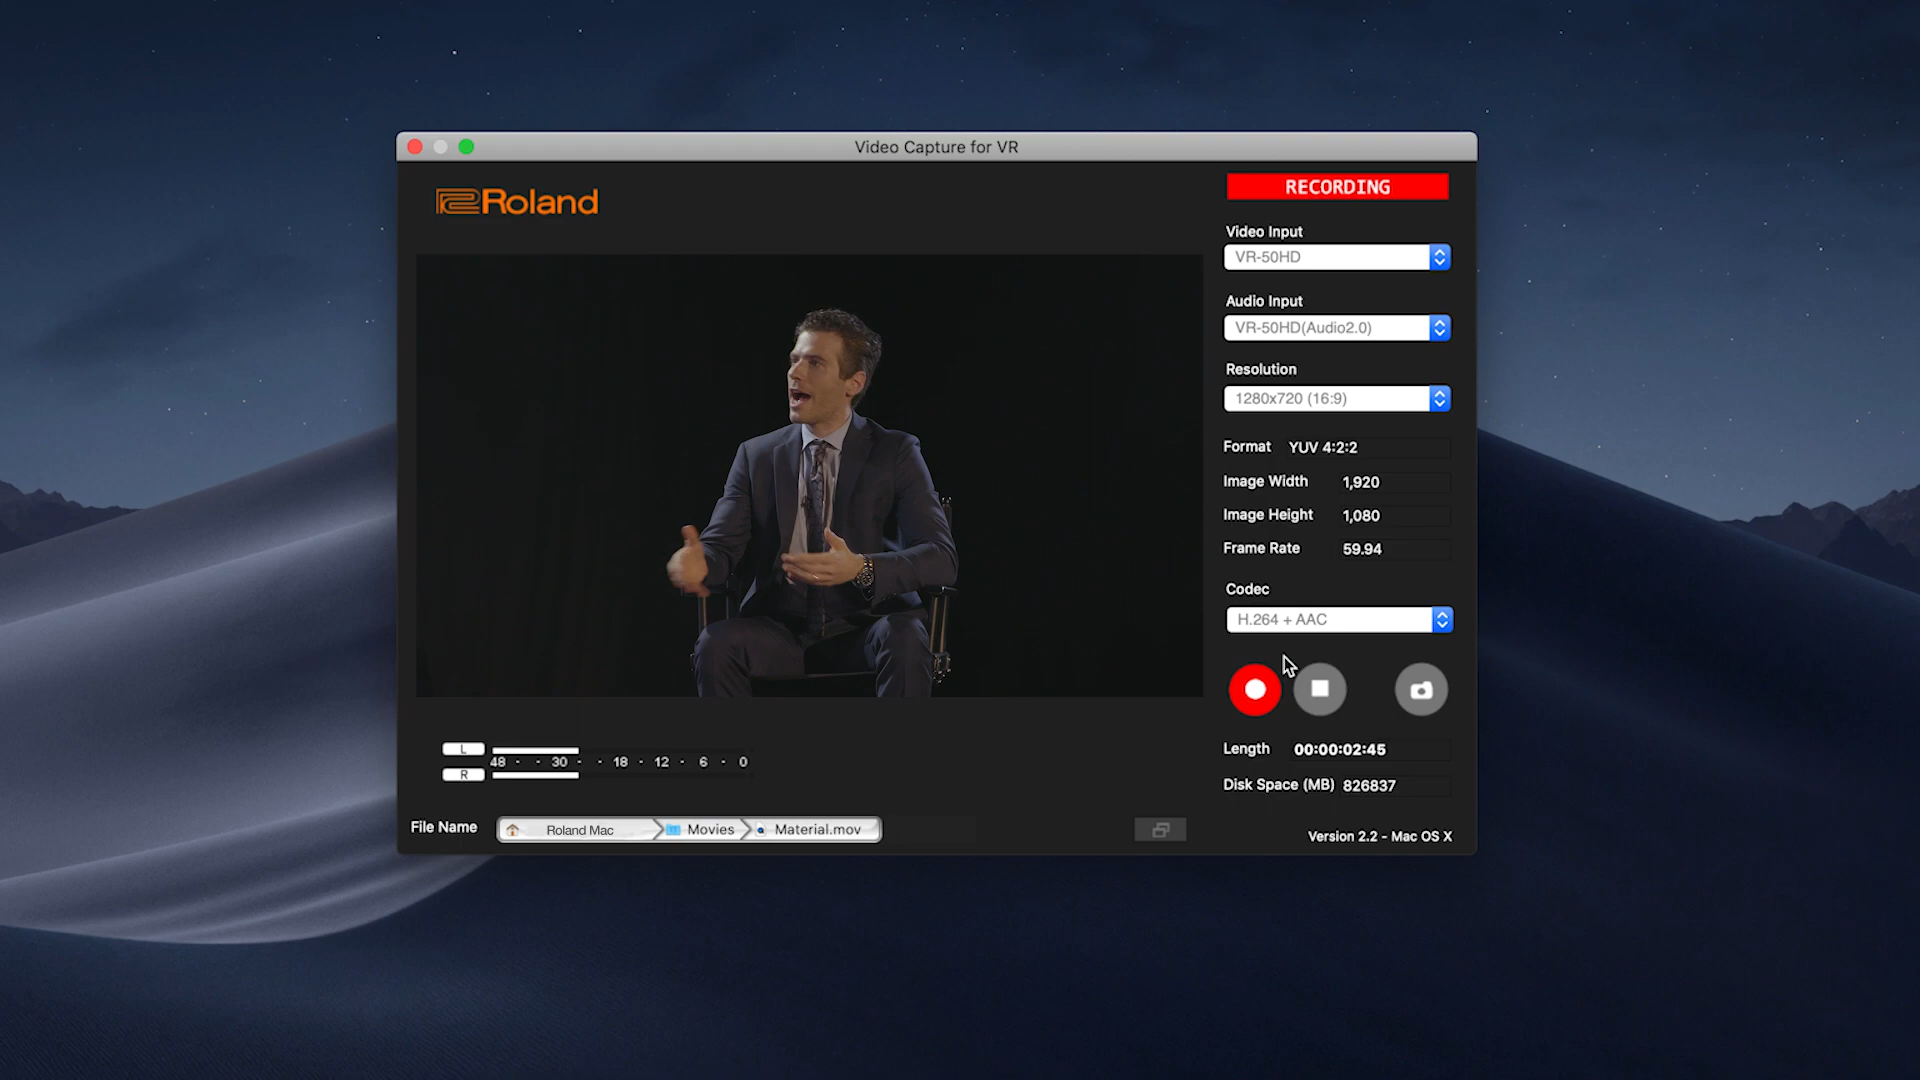 Video Capture for VR
Roland
RECORDING
Video Input
VR-50HD
Audio Input
VR-50HD(Audio2.0)
Resolution
1280x720 (16:9)
Format YUV 4:2:2
Image Width 1,920
Image Height 1,080
Frame Rate 59.94
Codec
H.264 + AAC
Length 00:00:02:45
Disk Space (MB) 826837
L
48 - - 30 - - 18 - 12 - 6 - 0
R
File Name Roland Mac Movies Material.mov
Version 2.2 - Mac OS X